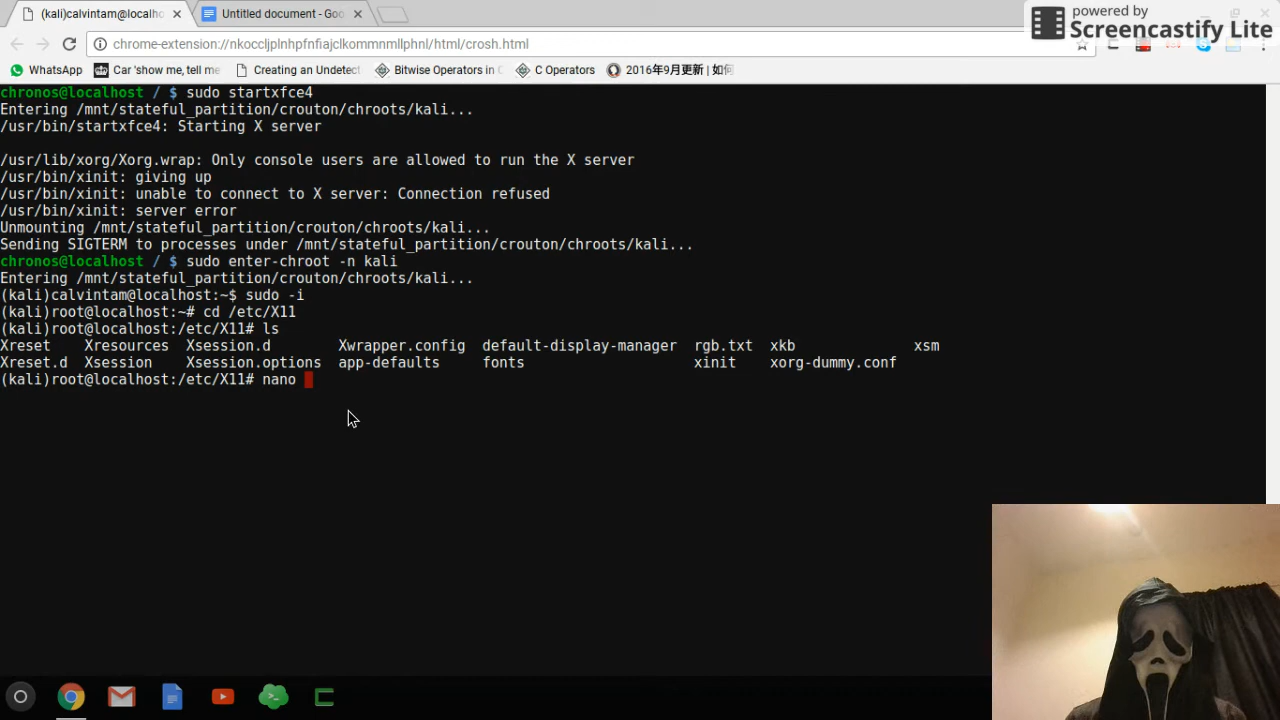 powered by
Screencastify Lite
(kali)calvintam@localho
Untitled document - Goo
chrome-extension://nkoccljplnhpfnfiajclkommnmllphnl/html/crosh.html
WhatsApp
Car 'show me, tell me
Creating an Undetect
Bitwise Operators in C
C Operators
2016年9月更新 | 如何
chronos@localhost / $ sudo startxfce4
Entering /mnt/stateful_partition/crouton/chroots/kali...
/usr/bin/startxfce4: Starting X server
/usr/lib/xorg/Xorg.wrap: Only console users are allowed to run the X server
/usr/bin/xinit: giving up
/usr/bin/xinit: unable to connect to X server: Connection refused
/usr/bin/xinit: server error
Unmounting /mnt/stateful_partition/crouton/chroots/kali...
Sending SIGTERM to processes under /mnt/stateful_partition/crouton/chroots/kali...
chronos@localhost / $ sudo enter-chroot -n kali
Entering /mnt/stateful_partition/crouton/chroots/kali...
(kali)calvintam@localhost:~$ sudo -i
(kali)root@localhost:~# cd /etc/X11
(kali)root@localhost:/etc/X11# ls
Xreset Xresources Xsession.d Xwrapper.config default-display-manager rgb.txt xkb xsm
Xreset.d Xsession Xsession.options app-defaults fonts xinit xorg-dummy.conf
(kali)root@localhost:/etc/X11# nano